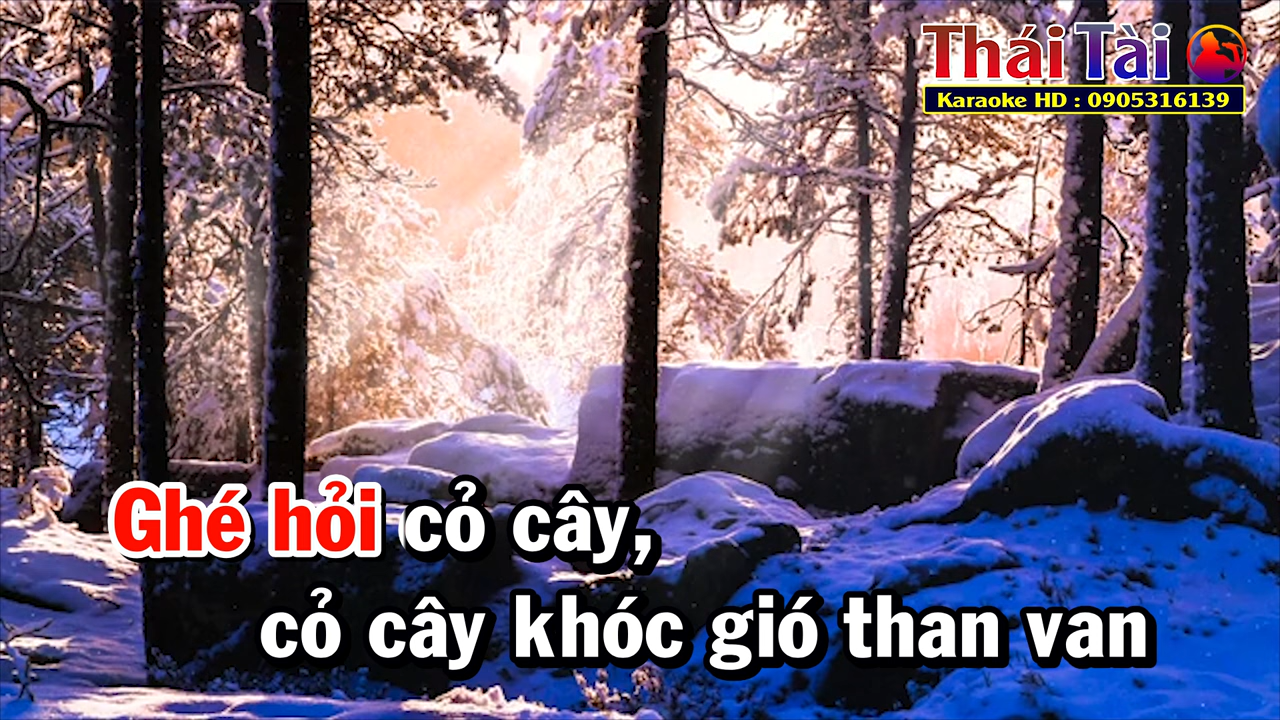 Thái Tài
Karaoke HD : 0905316139
Ghé hỏi cỏ cây,
cỏ cây khóc gió than van